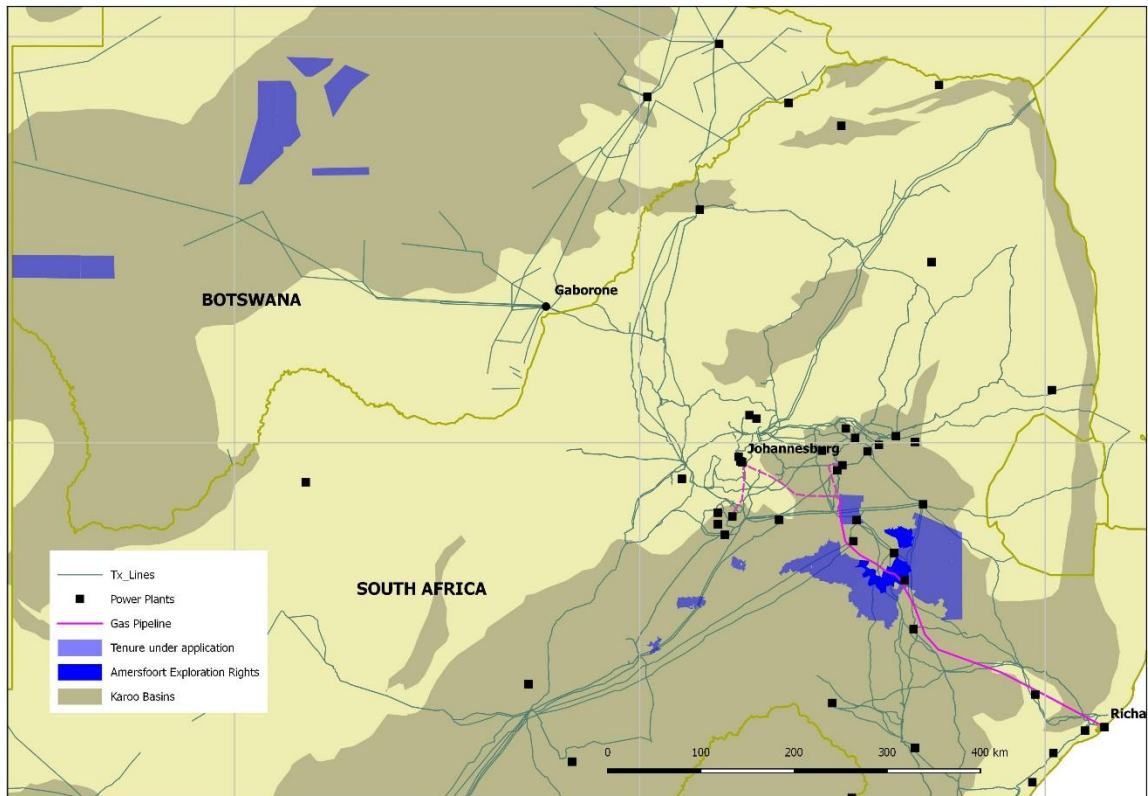 Gaborone
BOTSWANA
Johannesburg
SOUTH AFRICA
Richa
Tx_Lines
Power Plants
Gas Pipeline
Tenure under application
Amersfoort Exploration Rights
Karoo Basins
0 100 200 300 400 km